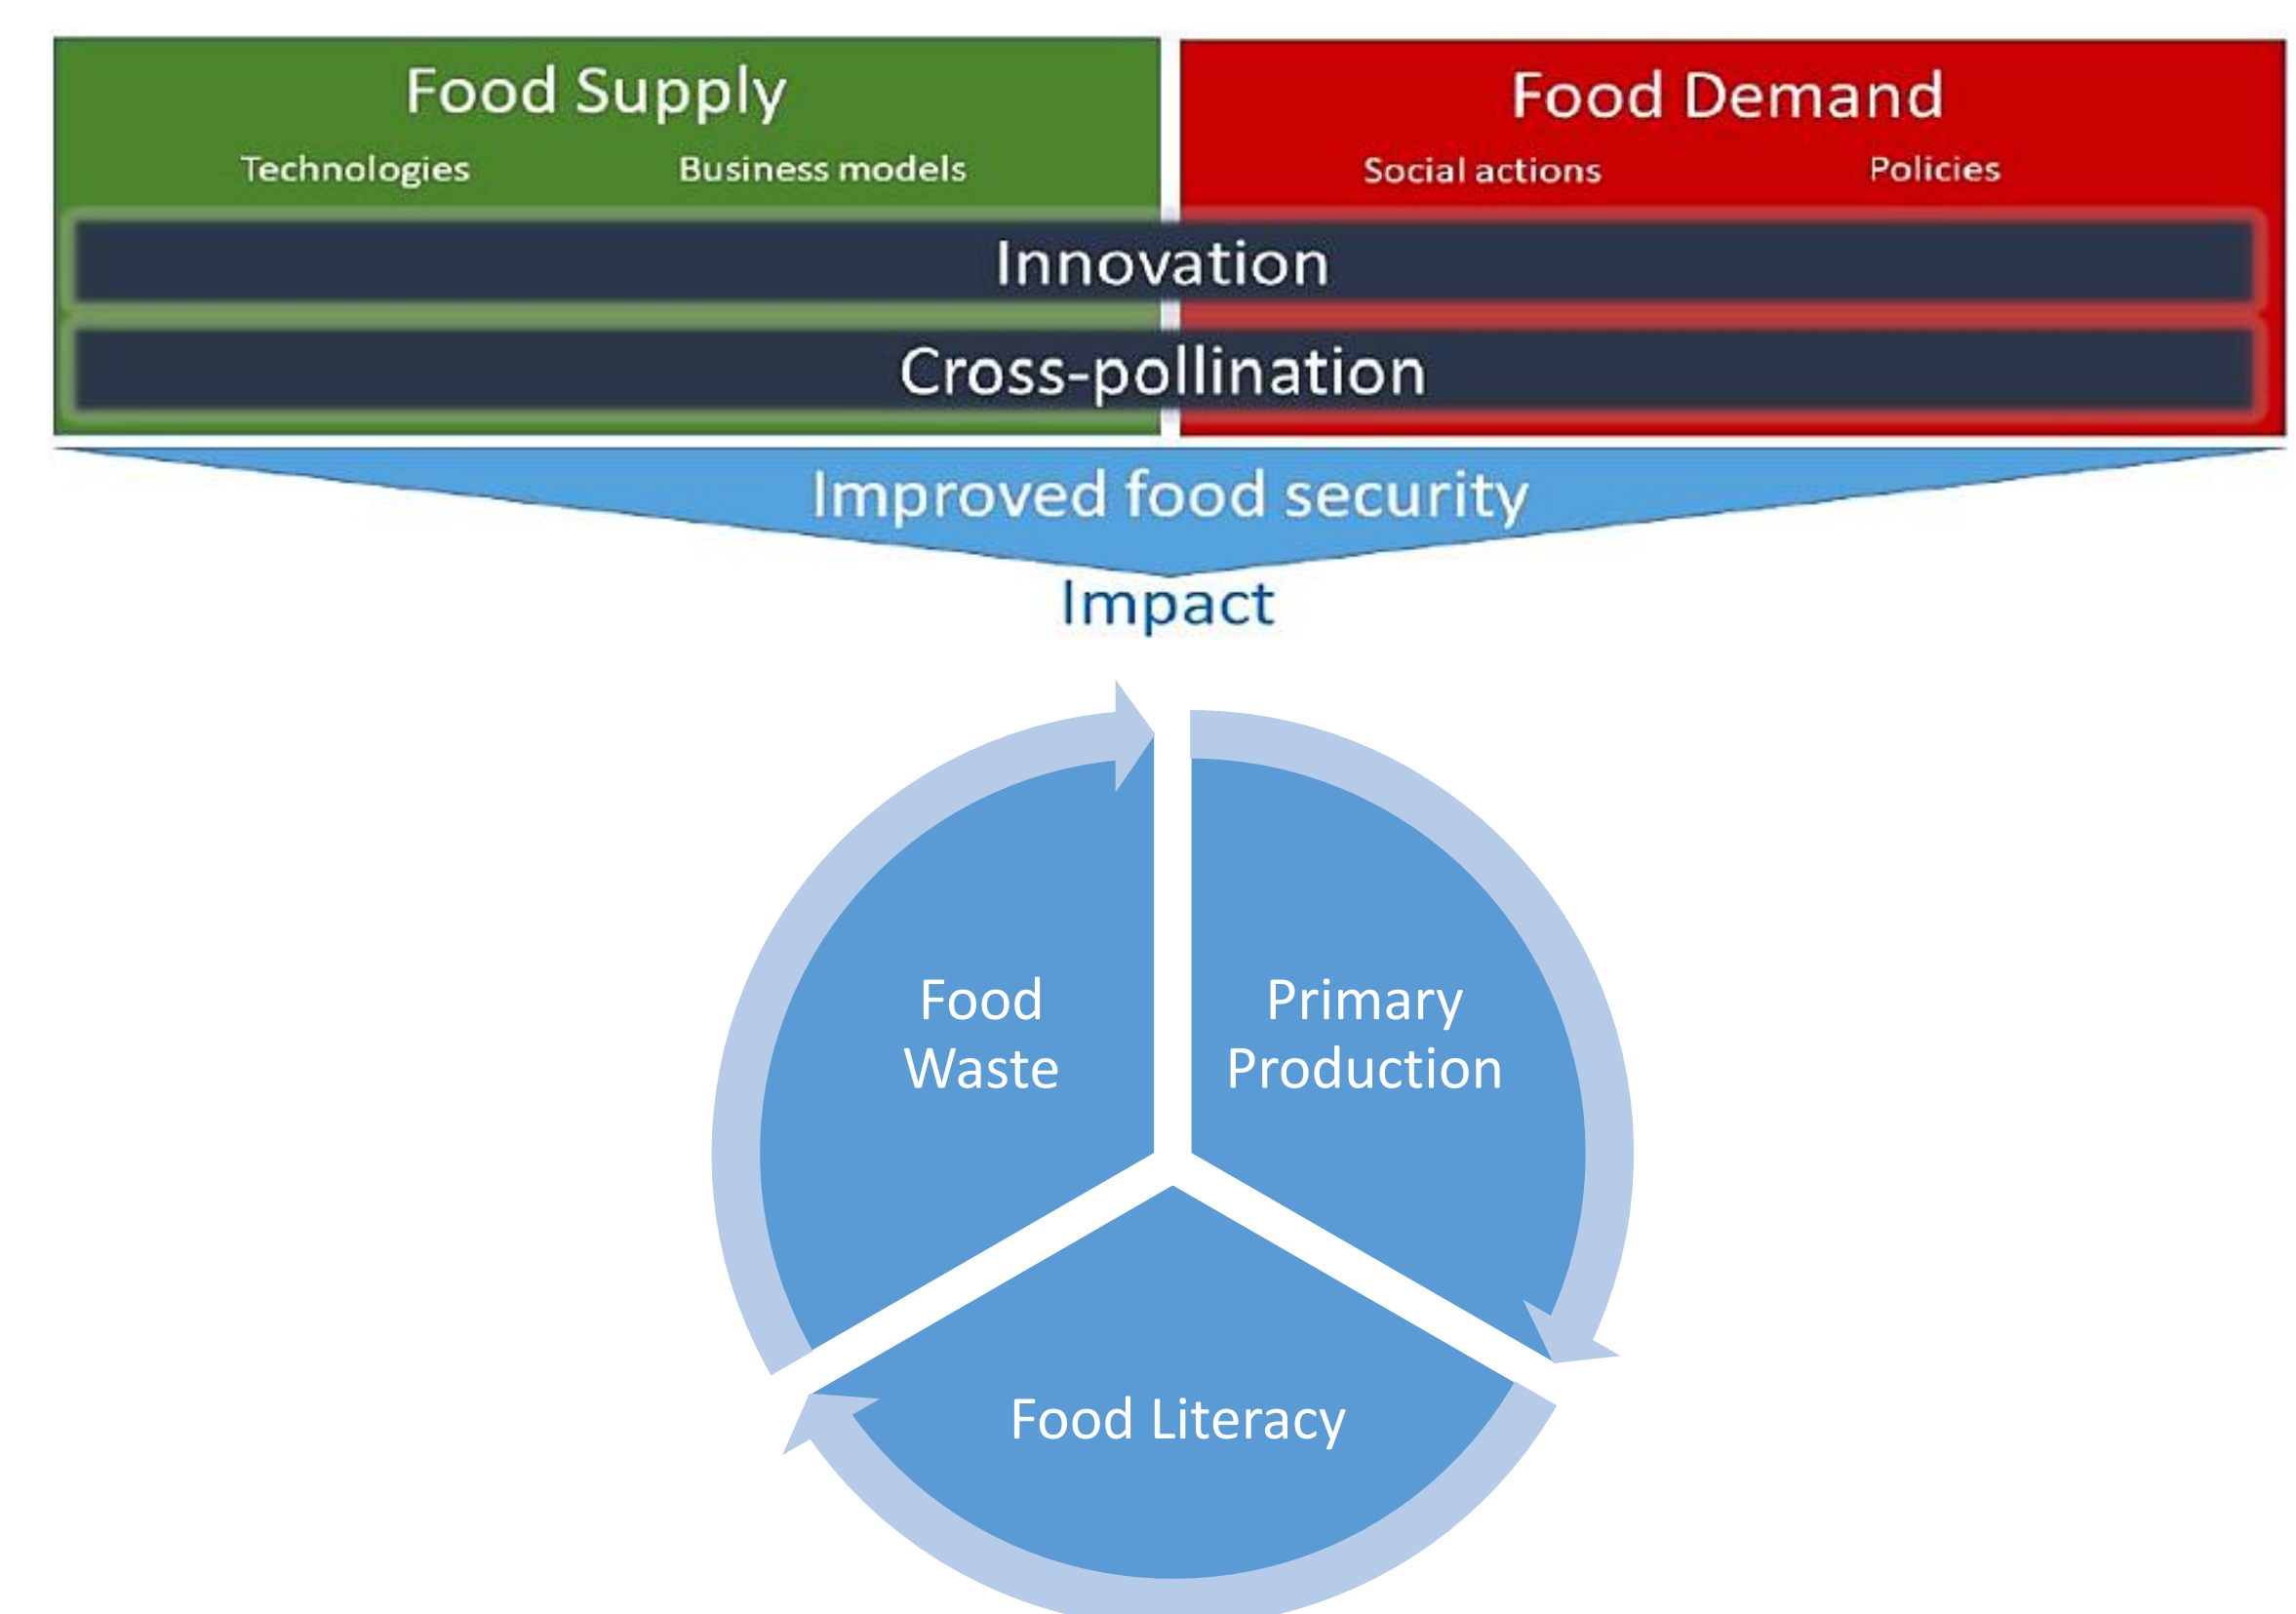 Food Supply
Technologies Business models
Food Demand
Social actions Policies
Innovation
Cross-pollination
Improved food security
Impact
Food
Waste
Primary
Production
Food Literacy